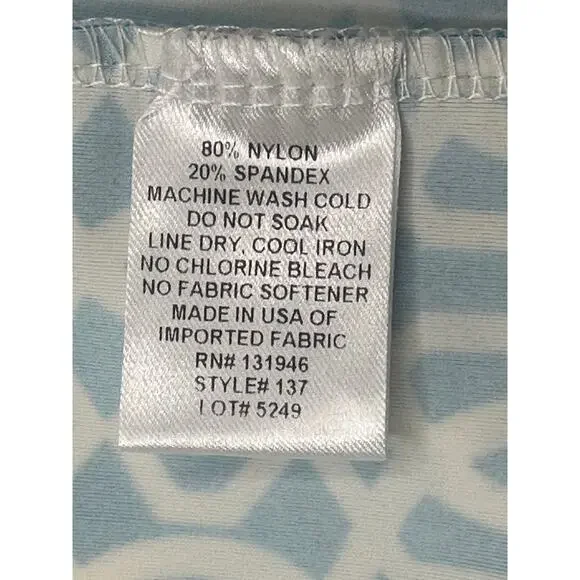 80% NYLON
20% SPANDEX
MACHINE WASH COLD
DO NOT SOAK
LINE DRY, COOL IRON
NO CHLORINE BLEACH
NO FABRIC SOFTENER
MADE IN USA OF
IMPORTED FABRIC
RN# 131946
STYLE# 137
LOT# 5249